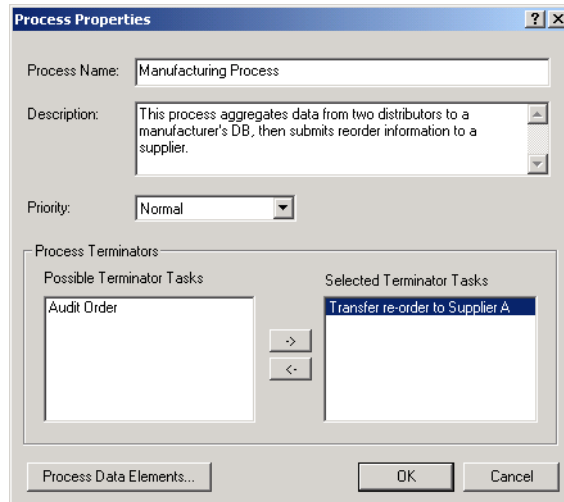 Process Properties
Process Name:
Manufacturing Process
Description:
This process aggregates data from two distributors to a
manufacturer's DB, then submits reorder information to a
supplier.
Priority:
Normal
Process Terminators
Possible Terminator Tasks
Selected Terminator Tasks
Audit Order
Transfer re-order to Supplier A
->
<-
Process Data Elements...
OK
Cancel